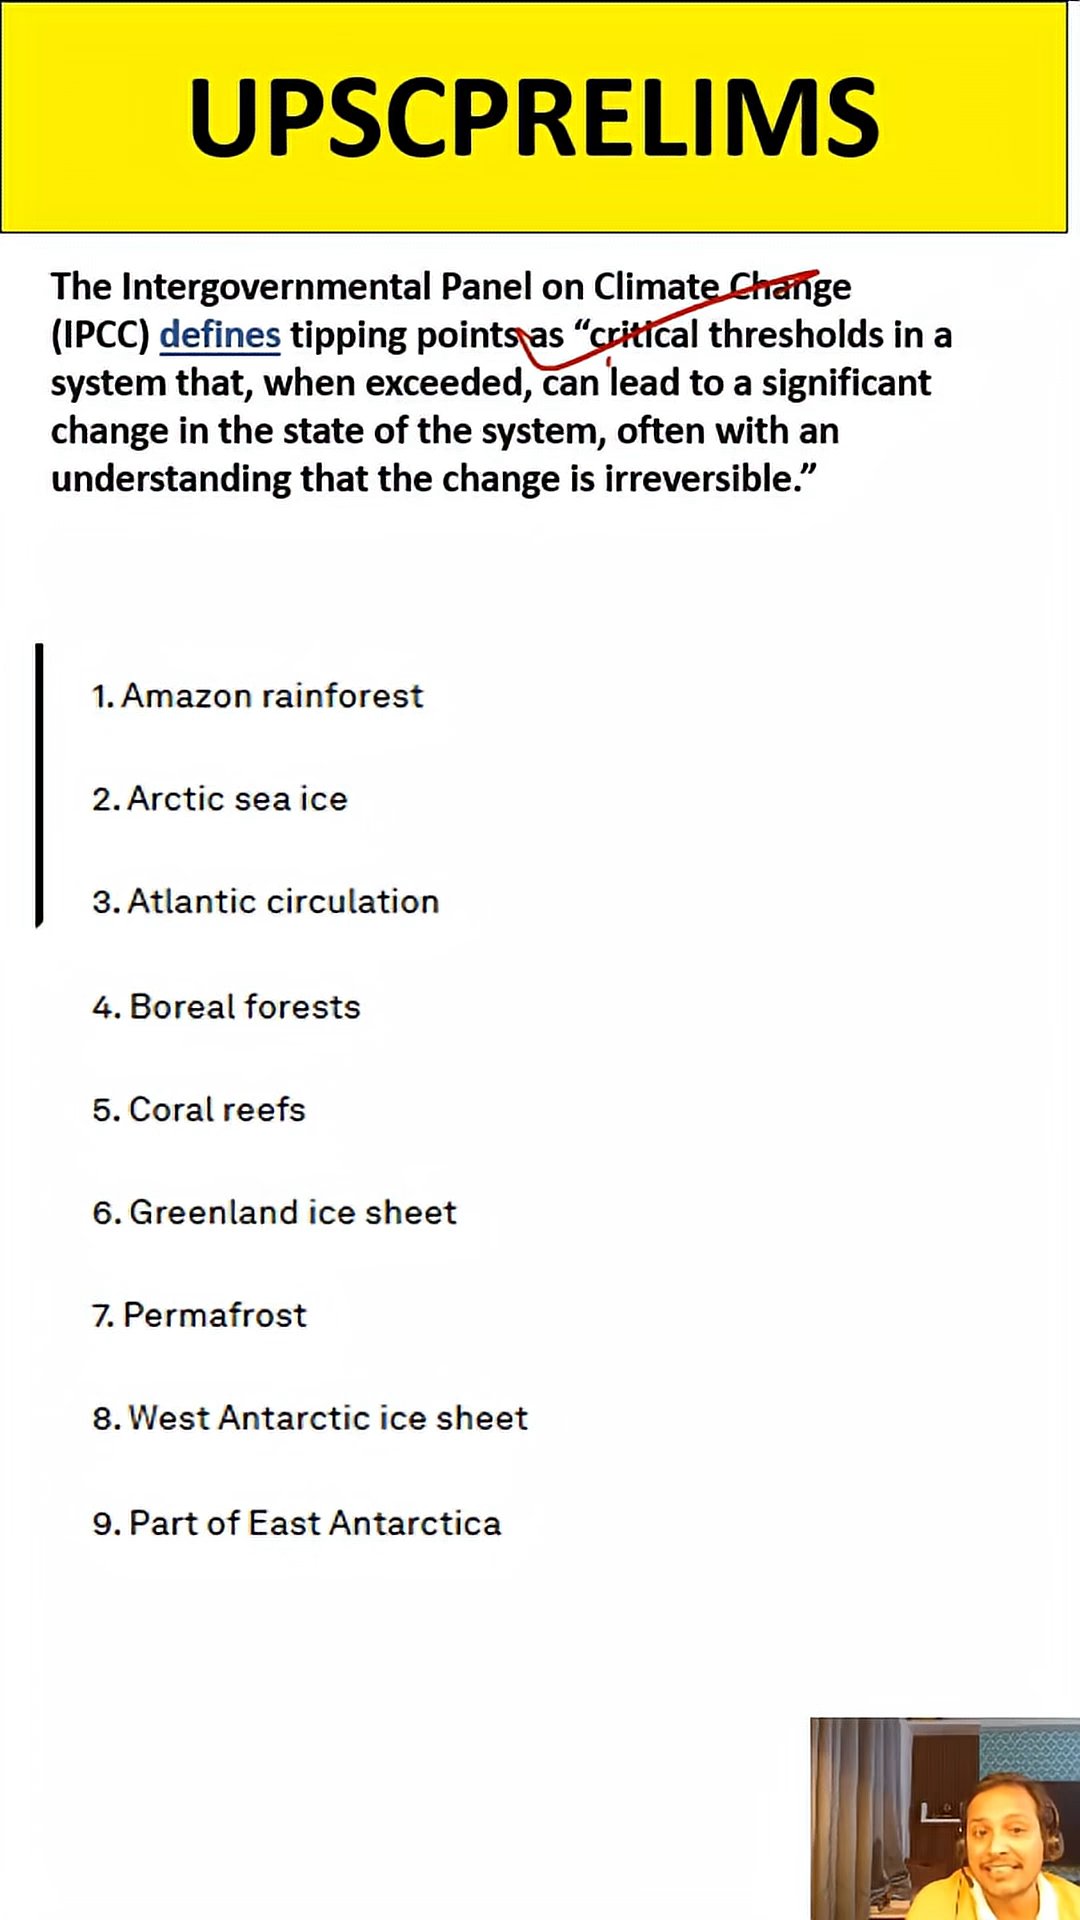 UPSCPRELIMS
The Intergovernmental Panel on Climate Change
(IPCC) defines tipping points as “critical thresholds in a
system that, when exceeded, can lead to a significant
change in the state of the system, often with an
understanding that the change is irreversible.”
1. Amazon rainforest
2. Arctic sea ice
3. Atlantic circulation
4. Boreal forests
5. Coral reefs
6. Greenland ice sheet
7. Permafrost
8. West Antarctic ice sheet
9. Part of East Antarctica